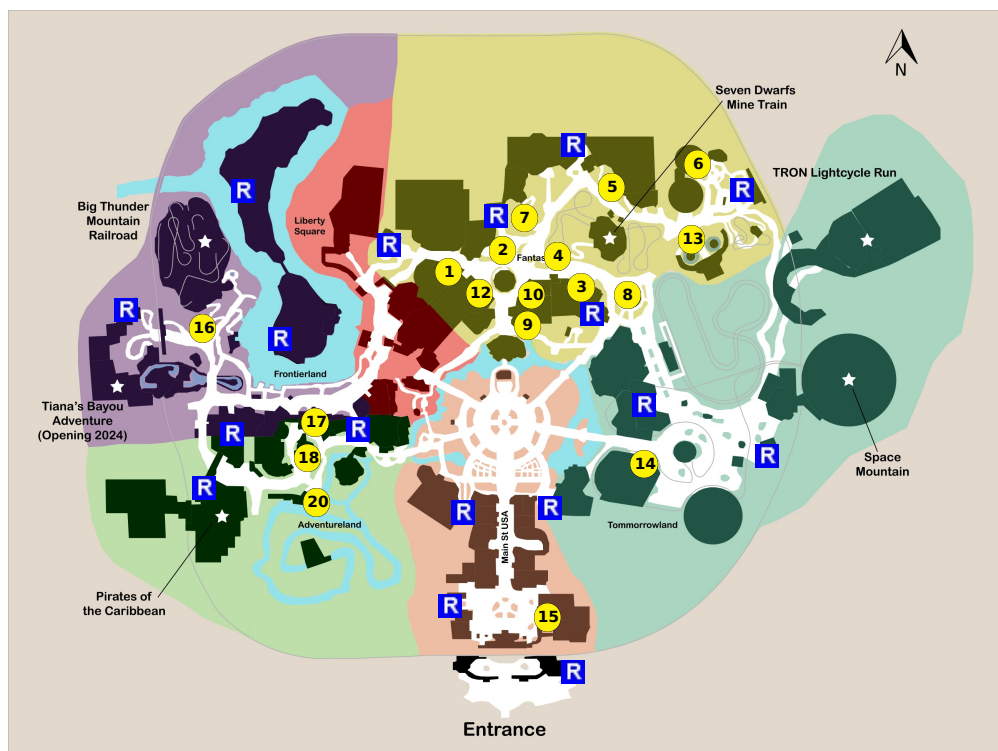 N
Seven Dwarfs
Mine Train
R
6
TRON Lightcycle Run
5
R
R
Big Thunder
Mountain
Railroad
Liberty
Square
R
7
R
2
Fantas
4
13
1
12
10
3
8
R
R
9
16
R
Frontierland
Tiana's Bayou
Adventure
(Opening 2024)
R
17
R
R
18
14
R
Space
Mountain
R
20
Adventureland
R
R
Main St USA
Tommorrowland
Pirates of
the Caribbean
R
15
R
Entrance